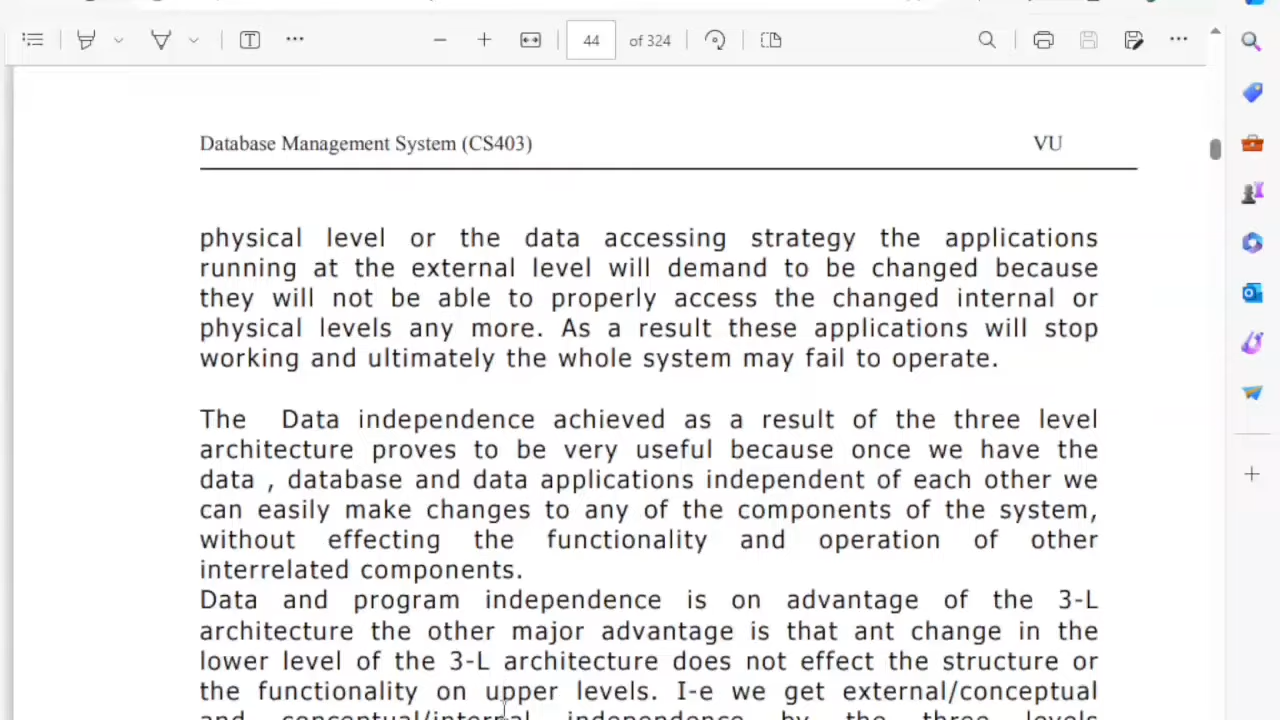 44 of 324
Database Management System (CS403) VU
physical level or the data accessing strategy the applications
running at the external level will demand to be changed because
they will not be able to properly access the changed internal or
physical levels any more. As a result these applications will stop
working and ultimately the whole system may fail to operate.
The Data independence achieved as a result of the three level
architecture proves to be very useful because once we have the
data , database and data applications independent of each other we
can easily make changes to any of the components of the system,
without effecting the functionality and operation of other
interrelated components.
Data and program independence is on advantage of the 3-L
architecture the other major advantage is that ant change in the
lower level of the 3-L architecture does not effect the structure or
the functionality on upper levels. I-e we get external/conceptual
and conceptual/internal independence by the three levels